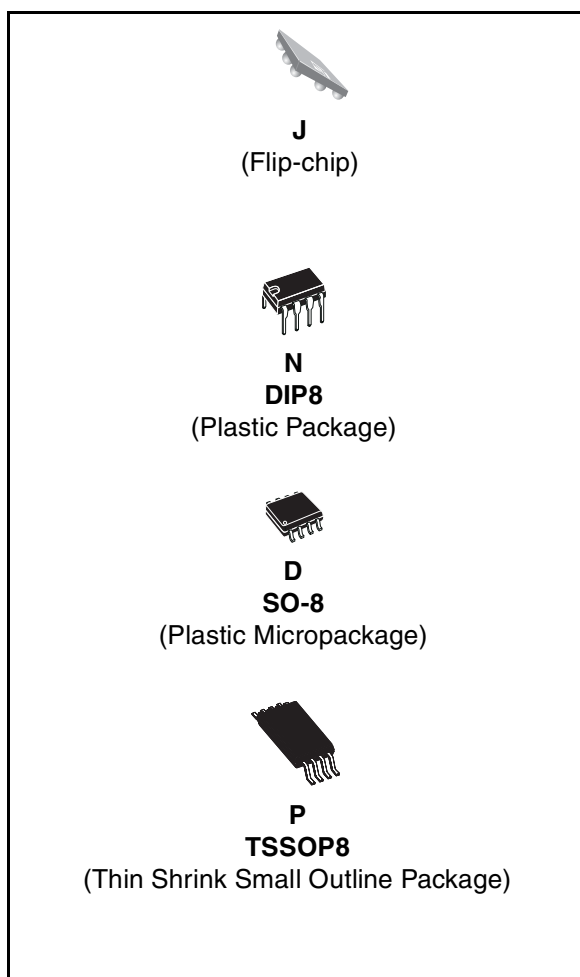 J
(Flip-chip)
N
DIP8
(Plastic Package)
D
SO-8
(Plastic Micropackage)
P
TSSOP8
(Thin Shrink Small Outline Package)